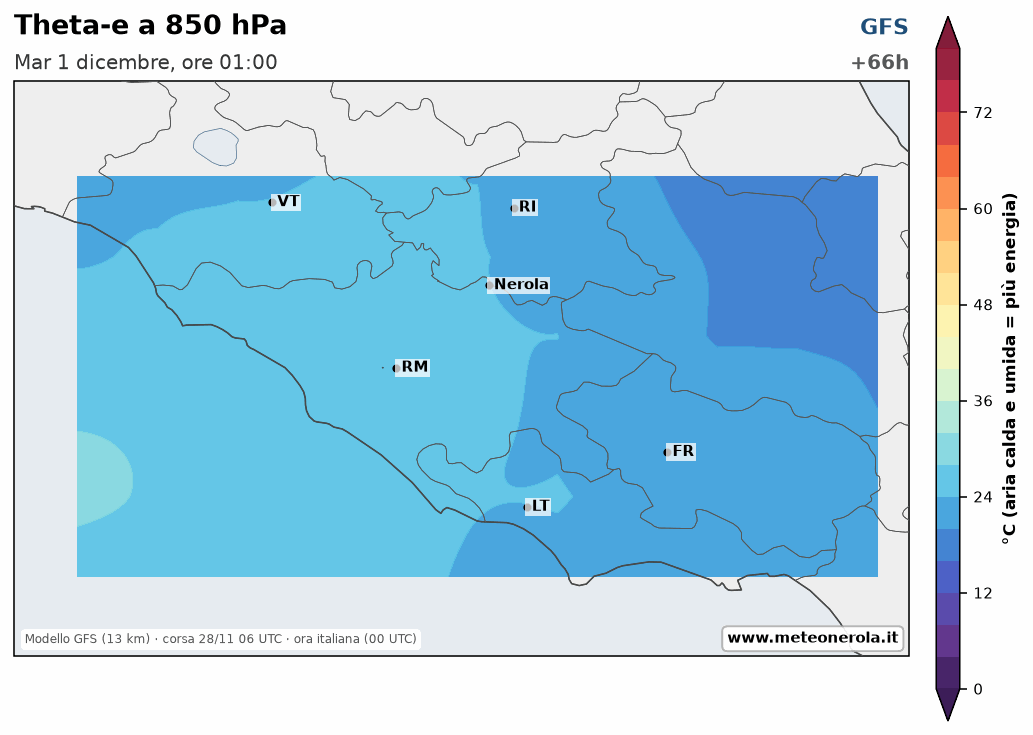 Theta-e a 850 hPa
GFS
Mar 1 dicembre, ore 01:00
+66h
VT
RI
Nerola
RM
FR
LT
72
60
48
36
24
12
0
°C (aria calda e umida = più energia)
Modello GFS (13 km) · corsa 28/11 06 UTC · ora italiana (00 UTC)
www.meteonerola.it